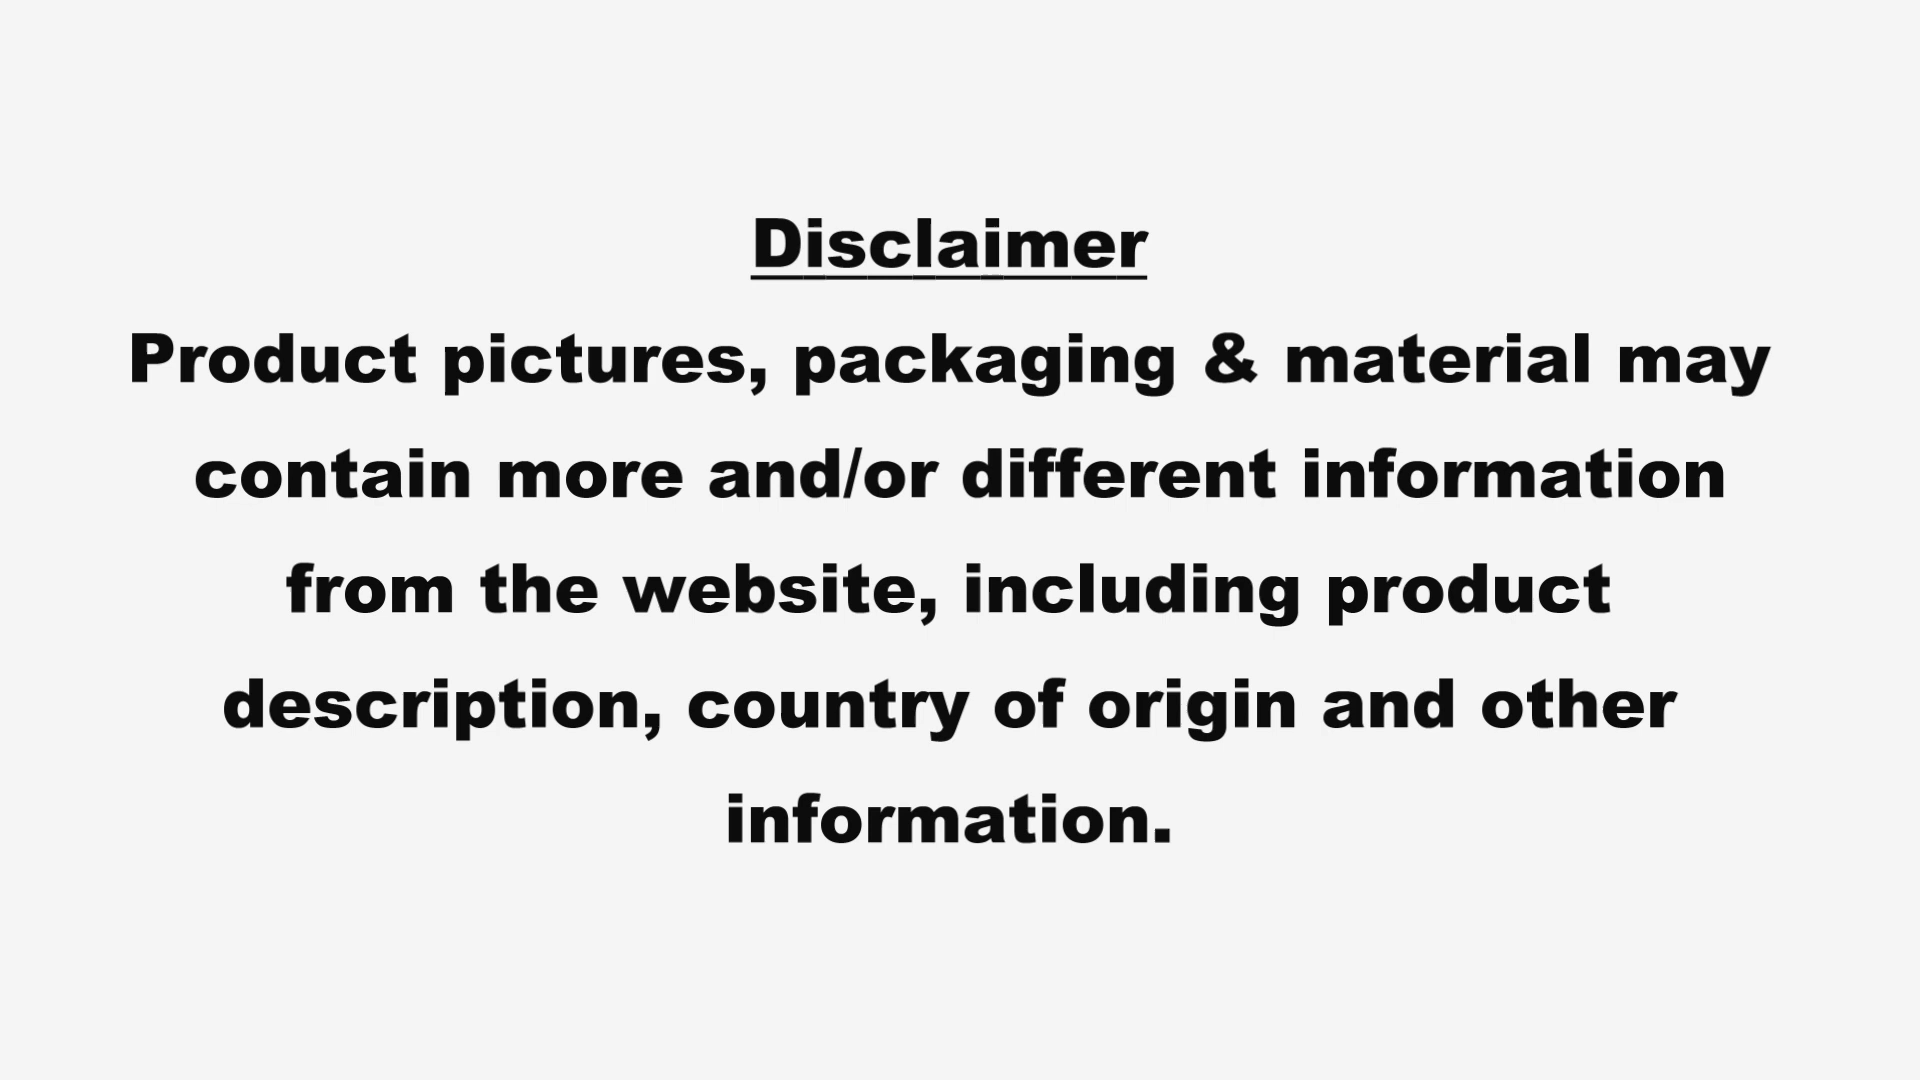 Disclaimer
Product pictures, packaging & material may
contain more and/or different information
from the website, including product
description, country of origin and other
information.